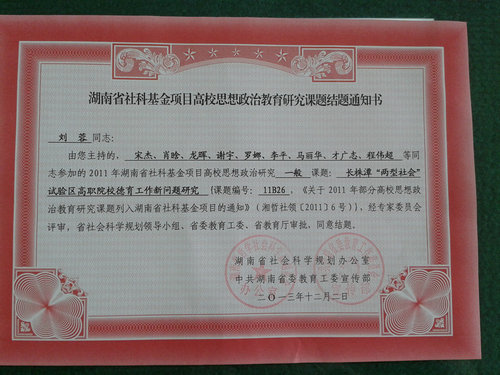 湖南省社科基金项目高校思想政治教育研究课题结题通知书
刘 蓉 同志：
由您主持的，宋杰、肖晗、龙晖、谢宇、罗娜、李平、马丽华、才广志、程伟超 等同
志参加的 2011 年湖南省社科基金项目高校思想政治研究 一般 课题： 长株潭“两型社会”
试验区高职院校德育工作新问题研究 （课题编号： 11B26 ，《关于 2011 年部分高校思想政
治教育研究课题列入湖南省社科基金项目的通知》（湘哲社领〔2011〕6 号））、经专家委员会
评审，省社会科学规划领导小组、省委教育工委、省教育厅审批，同意结题。
湖南省社会科学规划办公室
中共湖南省委教育工委宣传部
二〇一三年十二月二日